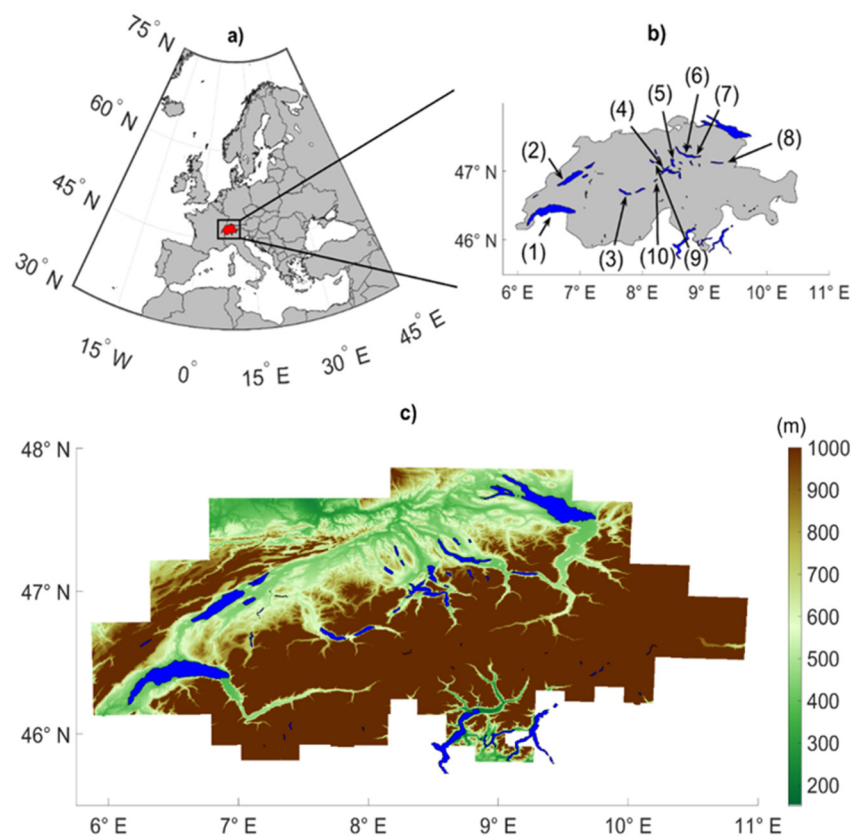 a)
75° N
60° N
45° N
30° N
15° W
0°
15° E
30° E
45° E
b)
(6)
(5)
(7)
(4)
(8)
(2)
47° N
46° N
(1)
(3)
(10)
(9)
6° E
7° E
8° E
9° E
10° E
11° E
c)
(m)
48° N
47° N
46° N
6° E
7° E
8° E
9° E
10° E
11° E
1000
900
800
700
600
500
400
300
200